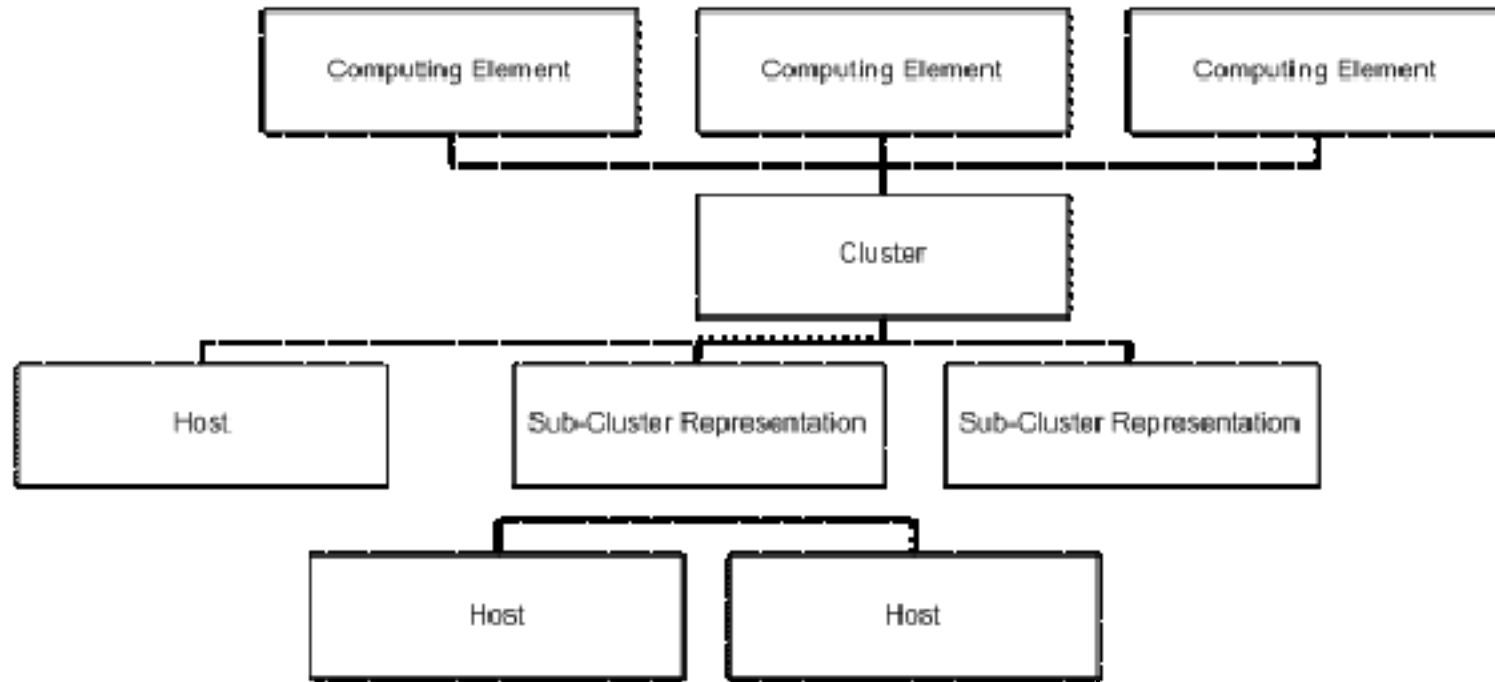 Computing Element
Computing Element
Computing Element
Cluster
Host
Sub-Cluster Representation
Sub-Cluster Representation
Host
Host